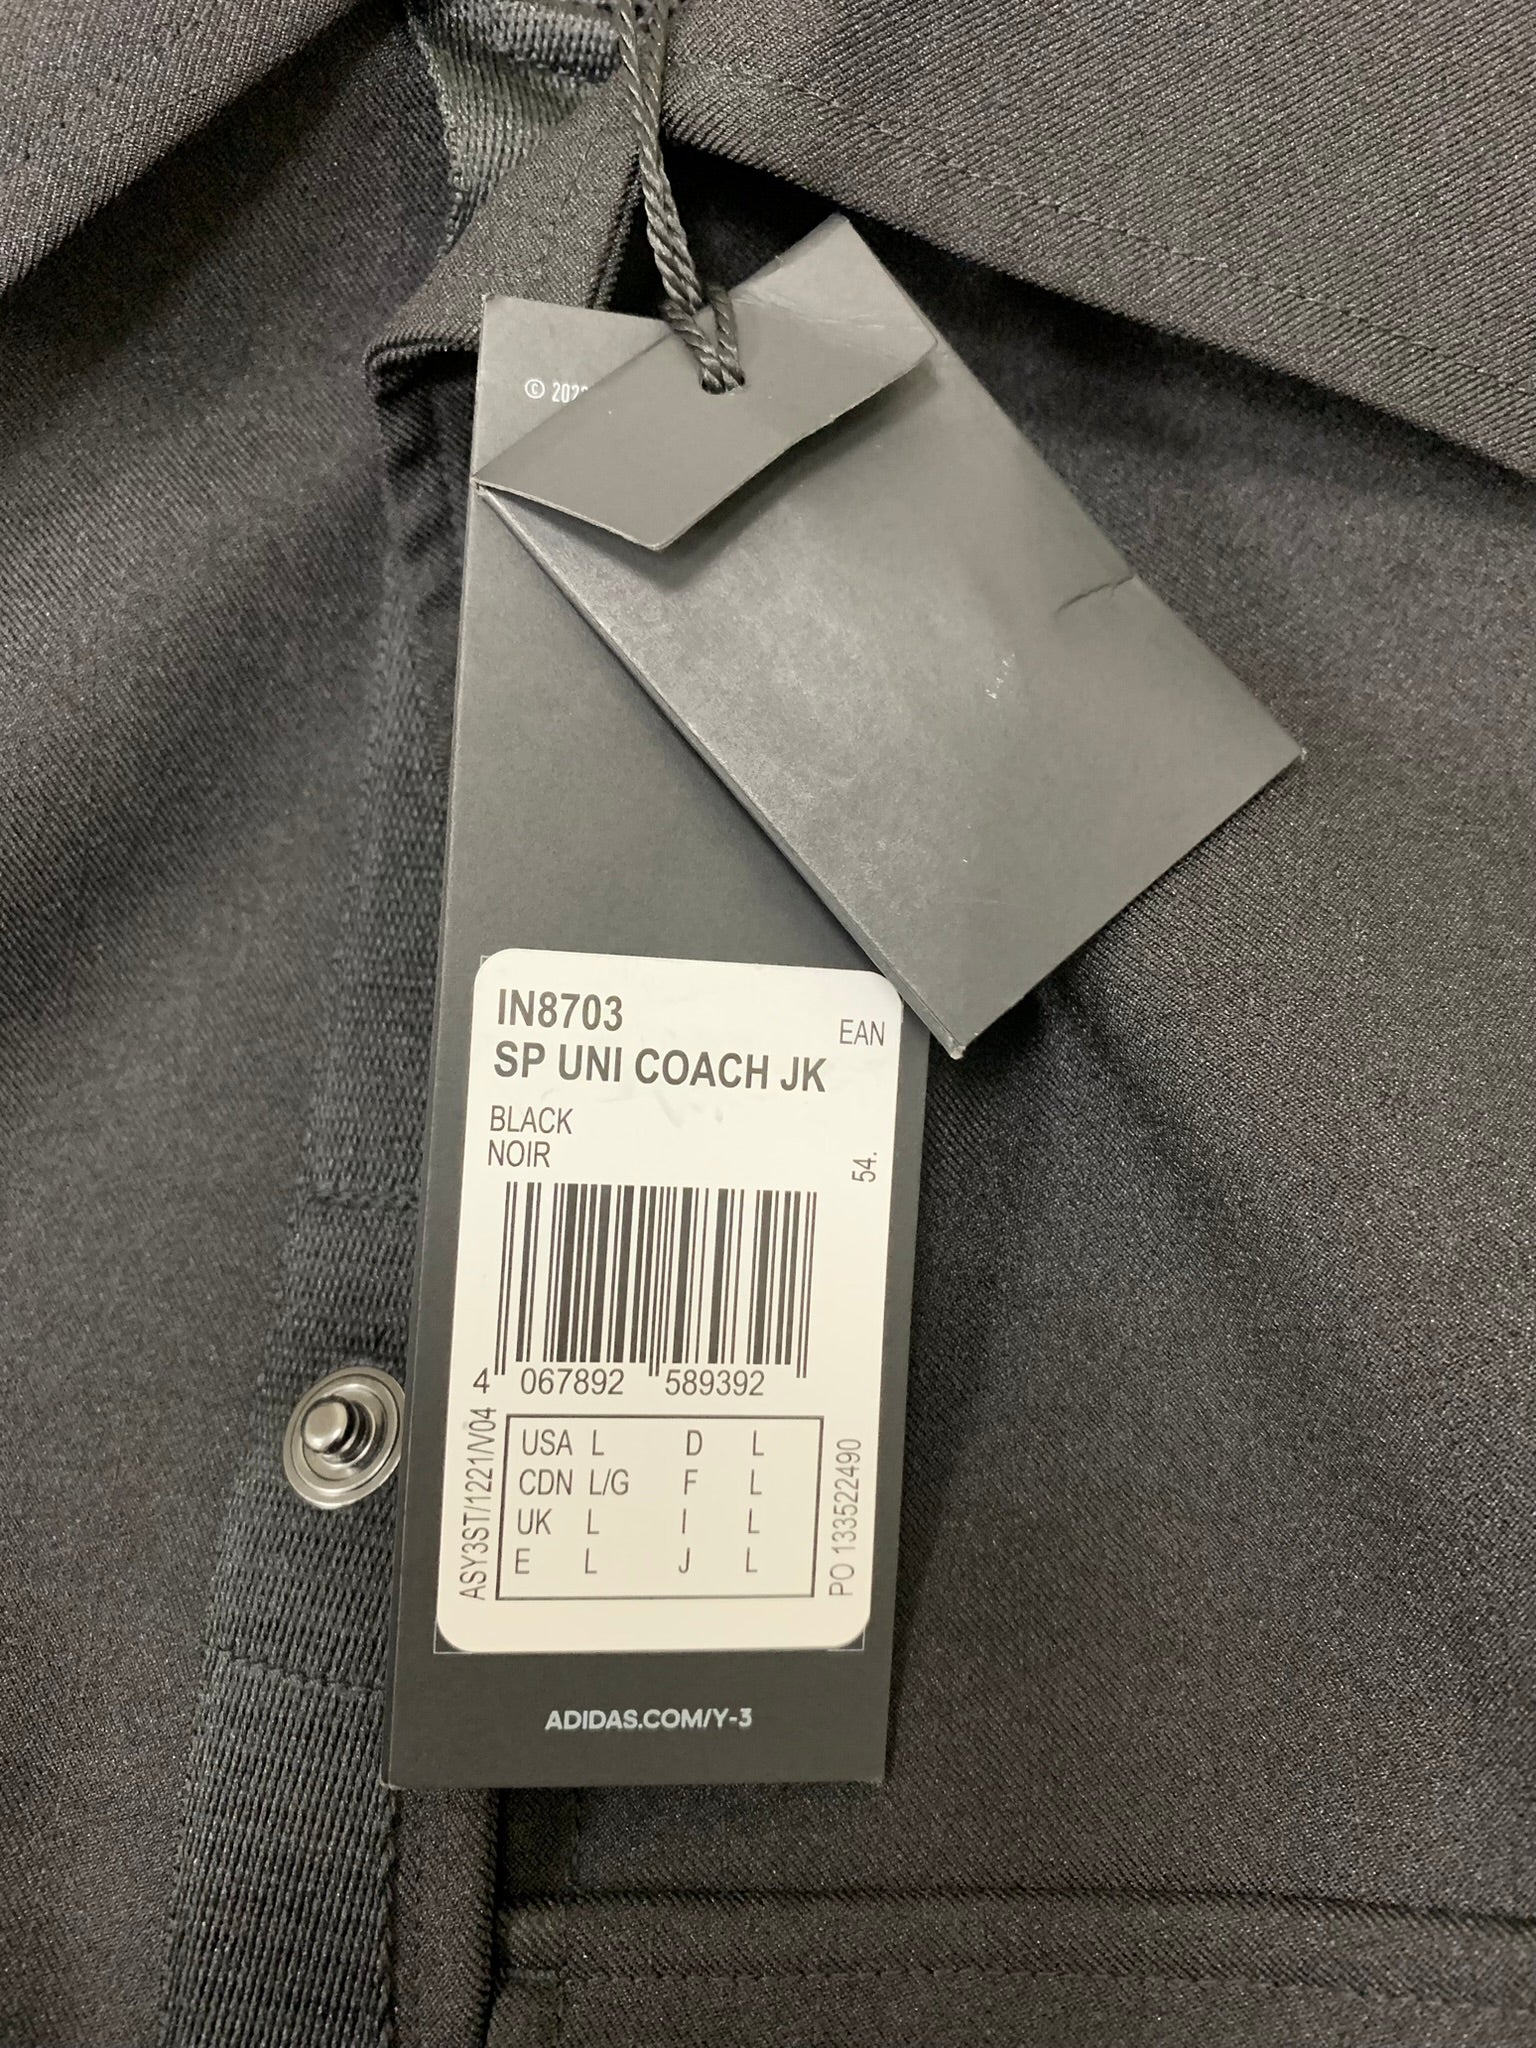 © 202
IN8703
EAN
SP UNI COACH JK
BLACK
NOIR
54.
4 067892 589392
ASY3ST/1221/V04
USA L D L
CDN L/G F L
UK L I L
E L J L
PO 133522490
ADIDAS.COM/Y-3